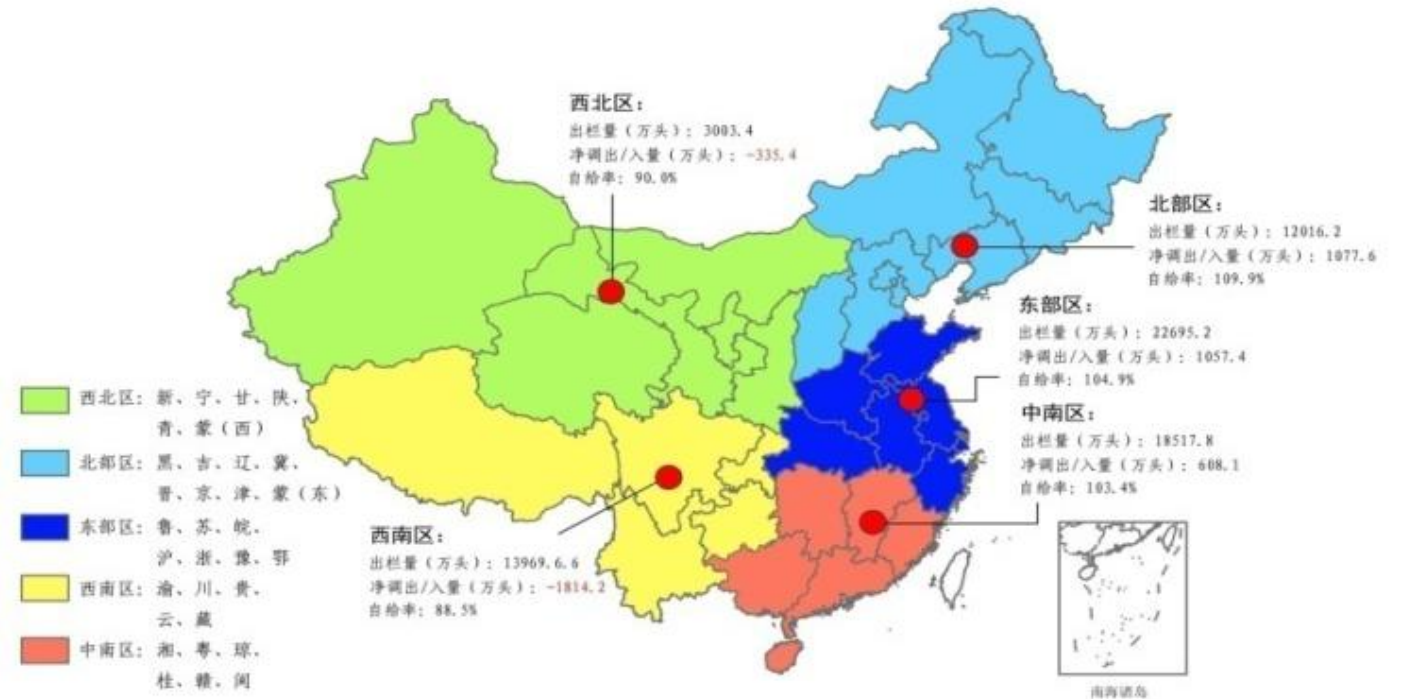 西北区：
出栏量（万头）：3003.4
净调出/入量（万头）：-335.4
自给率：90.0%
北部区：
出栏量（万头）：12016.2
净调出/入量（万头）：1077.6
自给率：109.9%
东部区：
出栏量（万头）：22695.2
净调出/入量（万头）：1057.4
自给率：104.9%
中南区：
出栏量（万头）：18517.8
净调出/入量（万头）：608.1
自给率：103.4%
西南区：
出栏量（万头）：13969.6.6
净调出/入量（万头）：-1814.2
自给率：88.5%
西北区：新、宁、甘、陕、
青、蒙（西）
北部区：黑、吉、辽、冀、
晋、京、津、蒙（东）
东部区：鲁、苏、皖、
沪、浙、豫、鄂
西南区：渝、川、贵、
云、藏
中南区：湘、粤、琼、
桂、赣、闽
南海诸岛